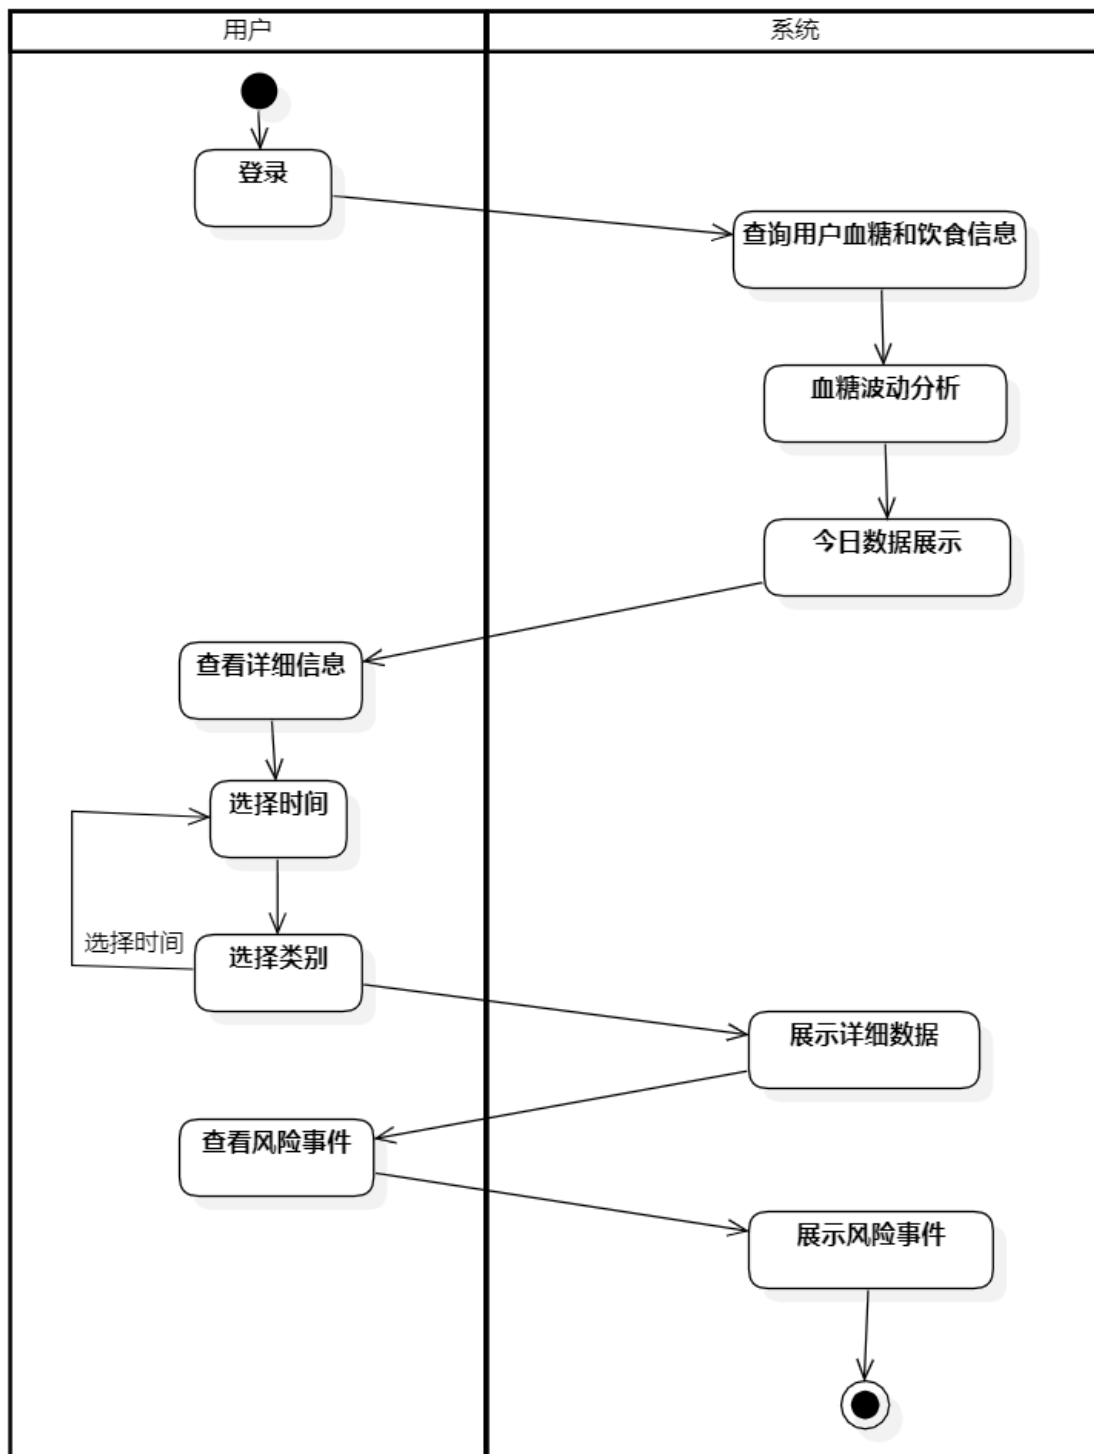 用户
系统
登录
查询用户血糖和饮食信息
血糖波动分析
今日数据展示
查看详细信息
选择时间
选择时间
选择类别
展示详细数据
查看风险事件
展示风险事件